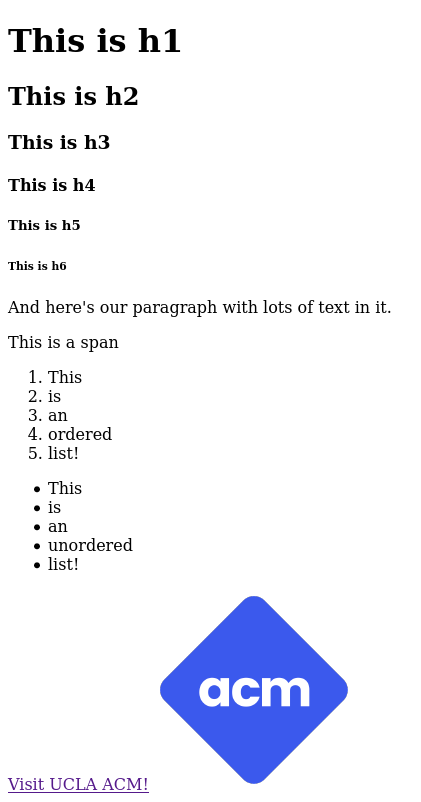 This is h1
This is h2
This is h3
This is h4
This is h5
This is h6
And here's our paragraph with lots of text in it.
This is a span
1. This
2. is
3. an
4. ordered
5. list!
• This
• is
• an
• unordered
• list!
acm
Visit UCLA ACM!